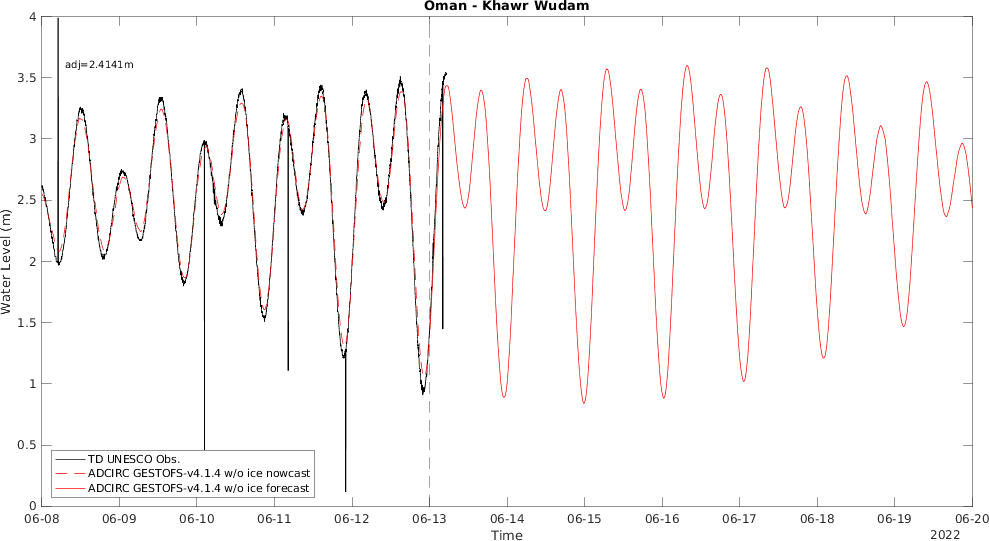 Oman - Khawr Wudam
4
3.5
3
2.5
2
1.5
1
0.5
0
Water Level (m)
adj=2.4141m
TD UNESCO Obs.
ADCIRC GESTOFS-v4.1.4 w/o ice nowcast
ADCIRC GESTOFS-v4.1.4 w/o ice forecast
06-08 06-09 06-10 06-11 06-12 06-13 06-14 06-15 06-16 06-17 06-18 06-19 06-20
Time
2022